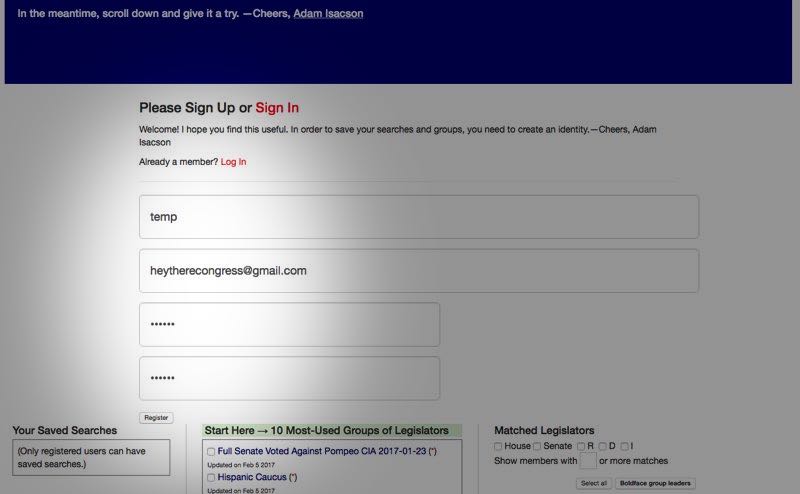 In the meantime, scroll down and give it a try. —Cheers, Adam Isacson
Please Sign Up or Sign In
Welcome! I hope you find this useful. In order to save your searches and groups, you need to create an identity.—Cheers, Adam
Isacson
Already a member? Log In
temp
heytherecongress@gmail.com
••••••
••••••
Register
Your Saved Searches
(Only registered users can have
saved searches.)
Start Here → 10 Most-Used Groups of Legislators
Full Senate Voted Against Pompeo CIA 2017-01-23 (*)
Updated on Feb 5 2017
Hispanic Caucus (*)
Updated on Feb 5 2017
Matched Legislators
House Senate R D I
Show members with or more matches
Select all Boldface group leaders